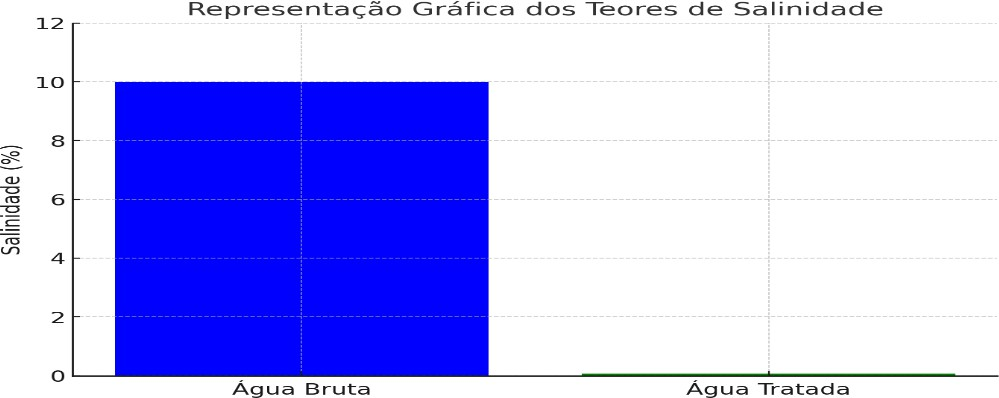 Representação Gráfica dos Teores de Salinidade
Salinidade (%)
12
10
8
6
4
2
0
Água Bruta
Água Tratada